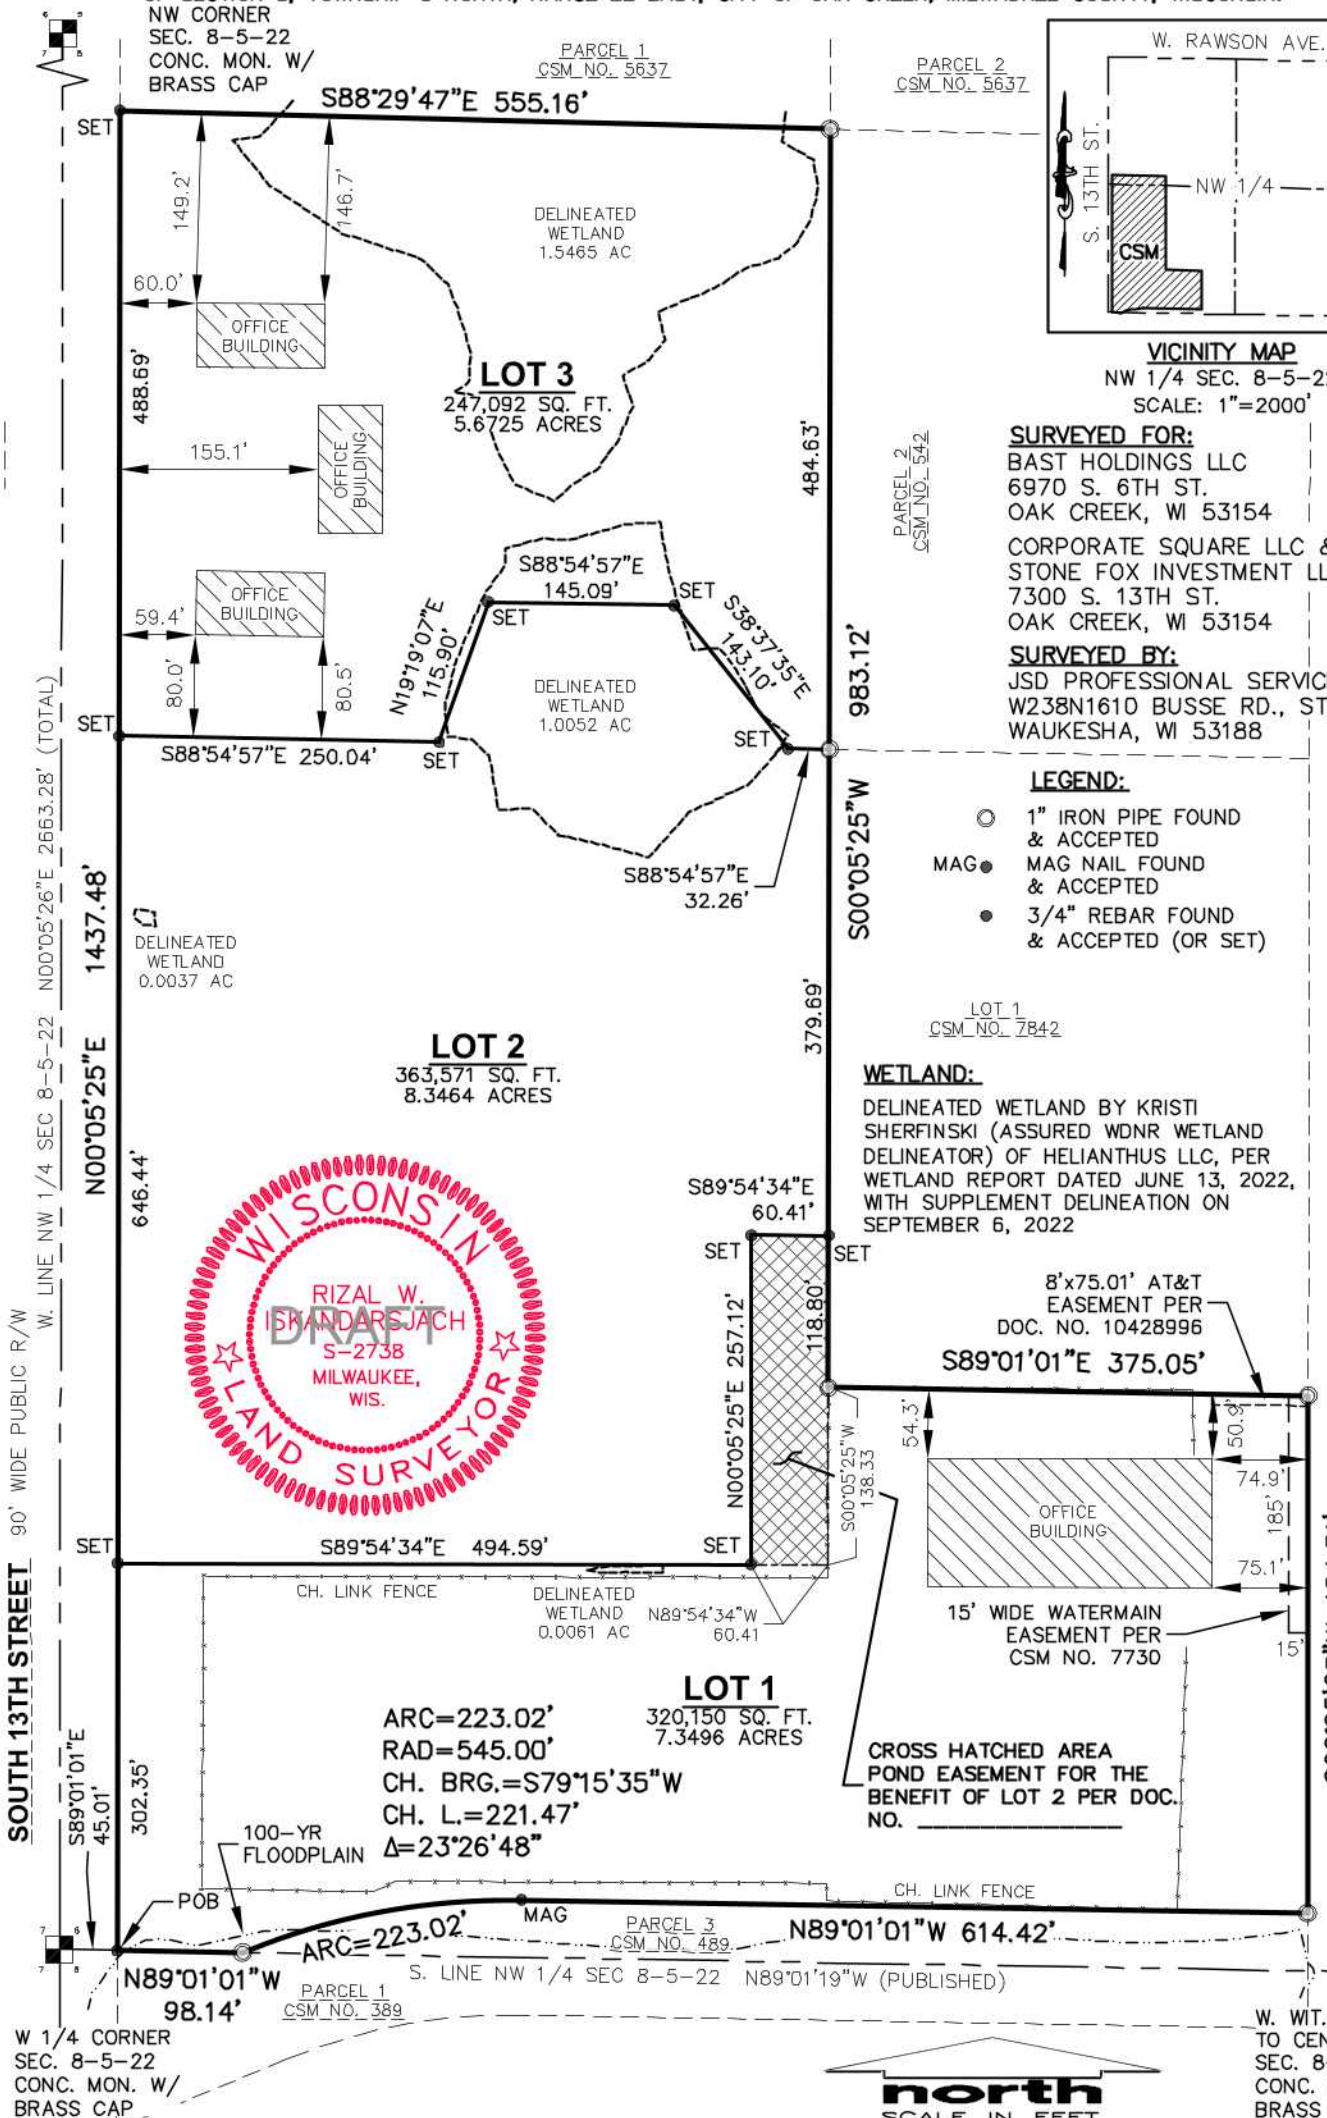 NW CORNER
SEC. 8-5-22
CONC. MON. W/
BRASS CAP
PARCEL 1
CSM NO. 5637
PARCEL 2
CSM NO. 5637
S88°29'47"E 555.16'
SET
149.2'
146.7'
60.0'
488.69'
OFFICE
BUILDING
DELINEATED
WETLAND
1.5465 AC
LOT 3
247,092 SQ. FT.
5.6725 ACRES
155.1'
OFFICE
BUILDING
484.63'
PARCEL 2
CSM NO. 542
OFFICE
BUILDING
59.4'
80.0'
80.5'
S88°54'57"E
145.09'
SET
SET
N19°19'07"E
115.90'
S38°37'35"E
143.10'
DELINEATED
WETLAND
1.0052 AC
SET
SET
S88°54'57"E 250.04'
SET
983.12'
S00°05'25"W
S88°54'57"E
32.26'
W. RAWSON AVE.
S. 13TH ST.
NW 1/4
CSM
VICINITY MAP
NW 1/4 SEC. 8-5-2
SCALE: 1"=2000'
SURVEYED FOR:
BAST HOLDINGS LLC
6970 S. 6TH ST.
OAK CREEK, WI 53154
CORPORATE SQUARE LLC &
STONE FOX INVESTMENT LL
7300 S. 13TH ST.
OAK CREEK, WI 53154
SURVEYED BY:
JSD PROFESSIONAL SERVIC
W238N1610 BUSSE RD., ST
WAUKESHA, WI 53188
LEGEND:
1" IRON PIPE FOUND
& ACCEPTED
MAG MAG NAIL FOUND
& ACCEPTED
3/4" REBAR FOUND
& ACCEPTED (OR SET)
90' WIDE PUBLIC R/W
W. LINE NW 1/4 SEC 8-5-22 N00°05'26"E 2663.28' (TOTAL)
N00°05'25"E 1437.48'
DELINEATED
WETLAND
0.0037 AC
379.69'
LOT 1
CSM NO. 7842
LOT 2
363,571 SQ. FT.
8.3464 ACRES
646.44'
WETLAND:
DELINEATED WETLAND BY KRISTI
SHERFINSKI (ASSURED WDNR WETLAND
DELINEATOR) OF HELIANTHUS LLC, PER
WETLAND REPORT DATED JUNE 13, 2022,
WITH SUPPLEMENT DELINEATION ON
SEPTEMBER 6, 2022
WISCONSIN
RIZAL W.
ISKANDARSJACH
DRAFT
S-2738
MILWAUKEE,
WIS.
LAND SURVEYOR
S89°54'34"E
60.41'
SET
SET
118.80'
N00°05'25"E 257.12'
S00°05'25"W
138.33
8'x75.01' AT&T
EASEMENT PER
DOC. NO. 10428996
S89°01'01"E 375.05'
54.3'
50.9'
74.9'
185'
OFFICE
BUILDING
75.1'
15' WIDE WATERMAIN
EASEMENT PER
CSM NO. 7730
15'
SET
S89°54'34"E 494.59'
SET
CH. LINK FENCE
DELINEATED
WETLAND
0.0061 AC
N89°54'34"W
60.41
SOUTH 13TH STREET
LOT 1
320,150 SQ. FT.
7.3496 ACRES
ARC=223.02'
RAD=545.00'
CH. BRG.=S79°15'35"W
CH. L.=221.47'
Δ=23°26'48"
CROSS HATCHED AREA
POND EASEMENT FOR THE
BENEFIT OF LOT 2 PER DOC.
NO. ______________
S89°01'01"E
45.01'
302.35'
100-YR
FLOODPLAIN
POB
MAG
CH. LINK FENCE
ARC=223.02'
PARCEL 3
CSM NO. 489
N89°01'01"W 614.42'
N89°01'01"W
98.14'
S. LINE NW 1/4 SEC 8-5-22 N89°01'19"W (PUBLISHED)
PARCEL 1
CSM NO. 389
W 1/4 CORNER
SEC. 8-5-22
CONC. MON. W/
BRASS CAP
north
SCALE IN FEET
W. WIT.
TO CEN
SEC. 8
CONC.
BRASS